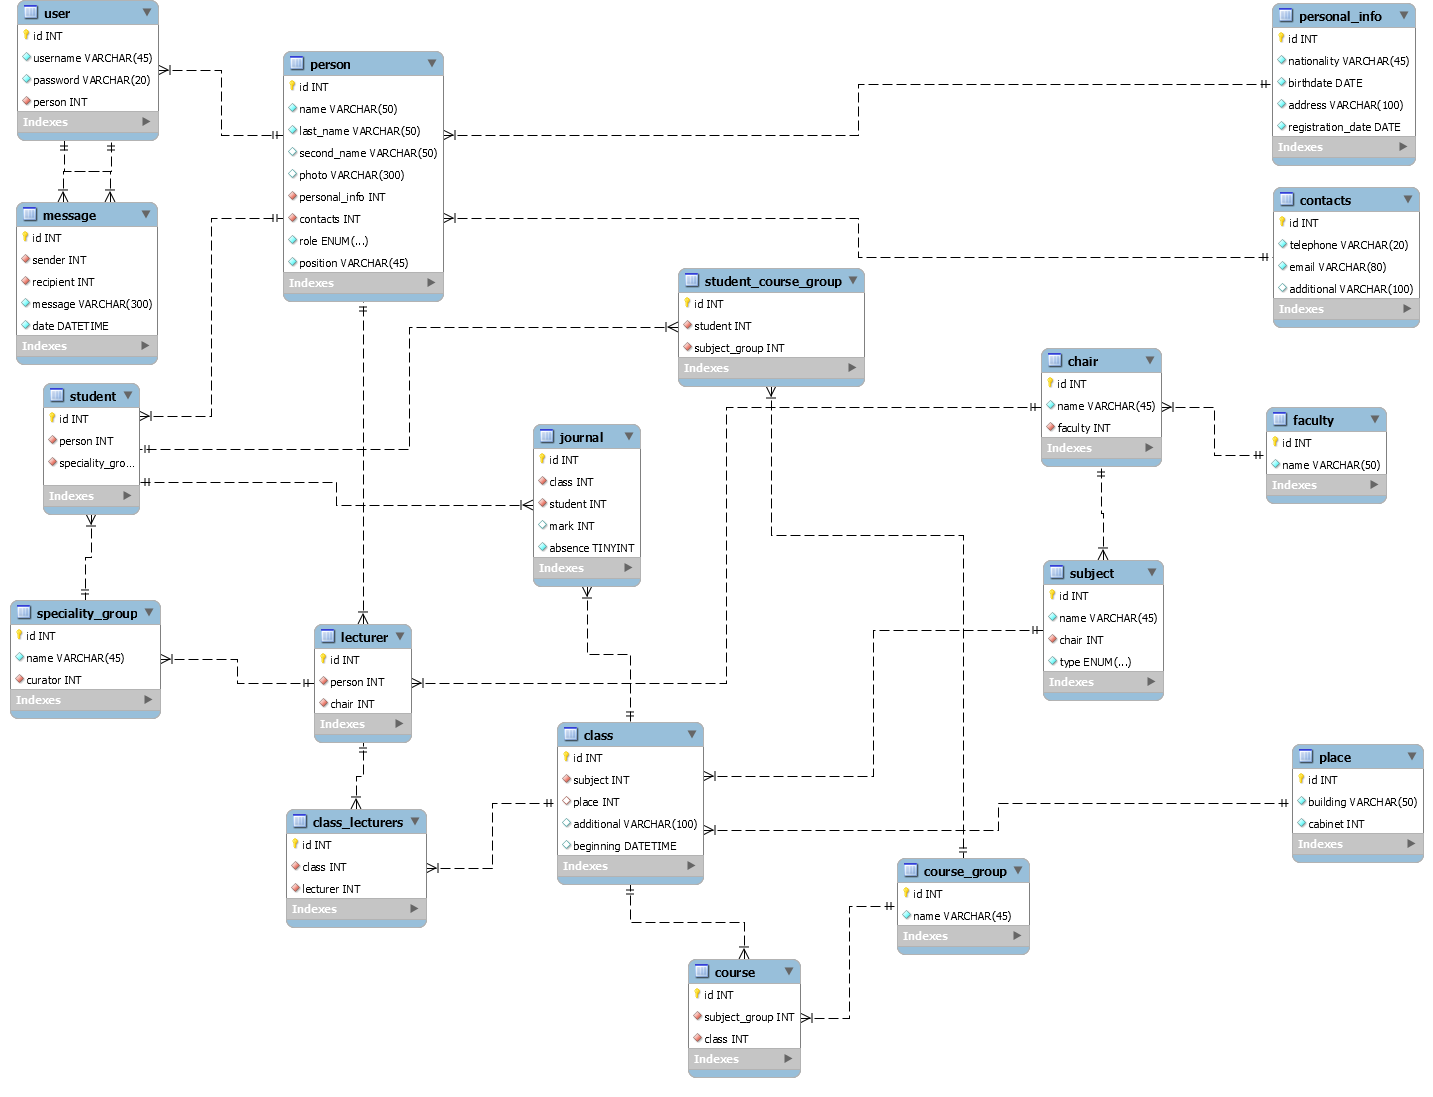 user
id INT
username VARCHAR(45)
password VARCHAR(20)
person INT
Indexes
person
id INT
name VARCHAR(50)
last_name VARCHAR(50)
second_name VARCHAR(50)
photo VARCHAR(300)
personal_info INT
contacts INT
role ENUM(...)
position VARCHAR(45)
Indexes
personal_info
id INT
nationality VARCHAR(45)
birthdate DATE
address VARCHAR(100)
registration_date DATE
Indexes
message
id INT
sender INT
recipient INT
message VARCHAR(300)
date DATETIME
Indexes
contacts
id INT
telephone VARCHAR(20)
email VARCHAR(80)
additional VARCHAR(100)
Indexes
student_course_group
id INT
student INT
subject_group INT
Indexes
chair
id INT
name VARCHAR(45)
faculty INT
Indexes
student
id INT
person INT
speciality_gro...
Indexes
faculty
id INT
name VARCHAR(50)
Indexes
journal
id INT
class INT
student INT
mark INT
absence TINYINT
Indexes
subject
id INT
name VARCHAR(45)
chair INT
type ENUM(...)
Indexes
speciality_group
id INT
name VARCHAR(45)
curator INT
Indexes
lecturer
id INT
person INT
chair INT
Indexes
class
id INT
subject INT
place INT
additional VARCHAR(100)
beginning DATETIME
Indexes
place
id INT
building VARCHAR(50)
cabinet INT
Indexes
class_lecturers
id INT
class INT
lecturer INT
Indexes
course_group
id INT
name VARCHAR(45)
Indexes
course
id INT
subject_group INT
class INT
Indexes